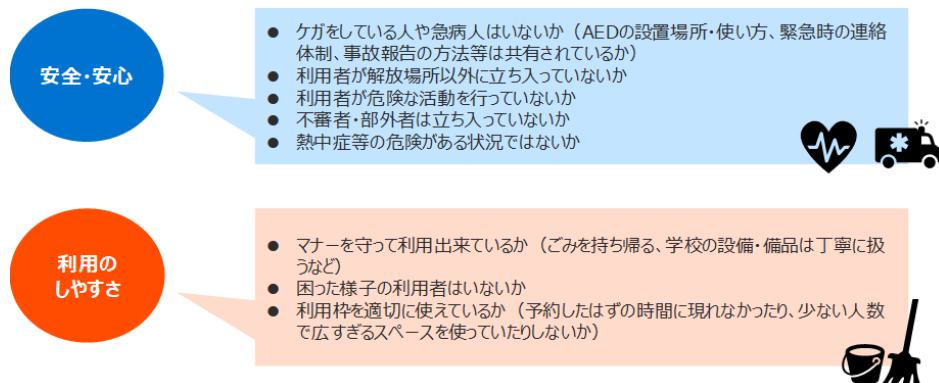 安全・安心
● ケガをしている人や急病人はいないか（AEDの設置場所・使い方、緊急時の連絡
体制、事故報告の方法等は共有されているか）
● 利用者が解放場所以外に立ち入っていないか
● 利用者が危険な活動を行っていないか
● 不審者・部外者は立ち入っていないか
● 熱中症等の危険がある状況ではないか
利用の
しやすさ
● マナーを守って利用出来ているか（ごみを持ち帰る、学校の設備・備品は丁寧に扱
うなど）
● 困った様子の利用者はいないか
● 利用枠を適切に使えているか（予約したはずの時間に現れなかったり、少ない人数
で広すぎるスペースを使っていたりしないか）